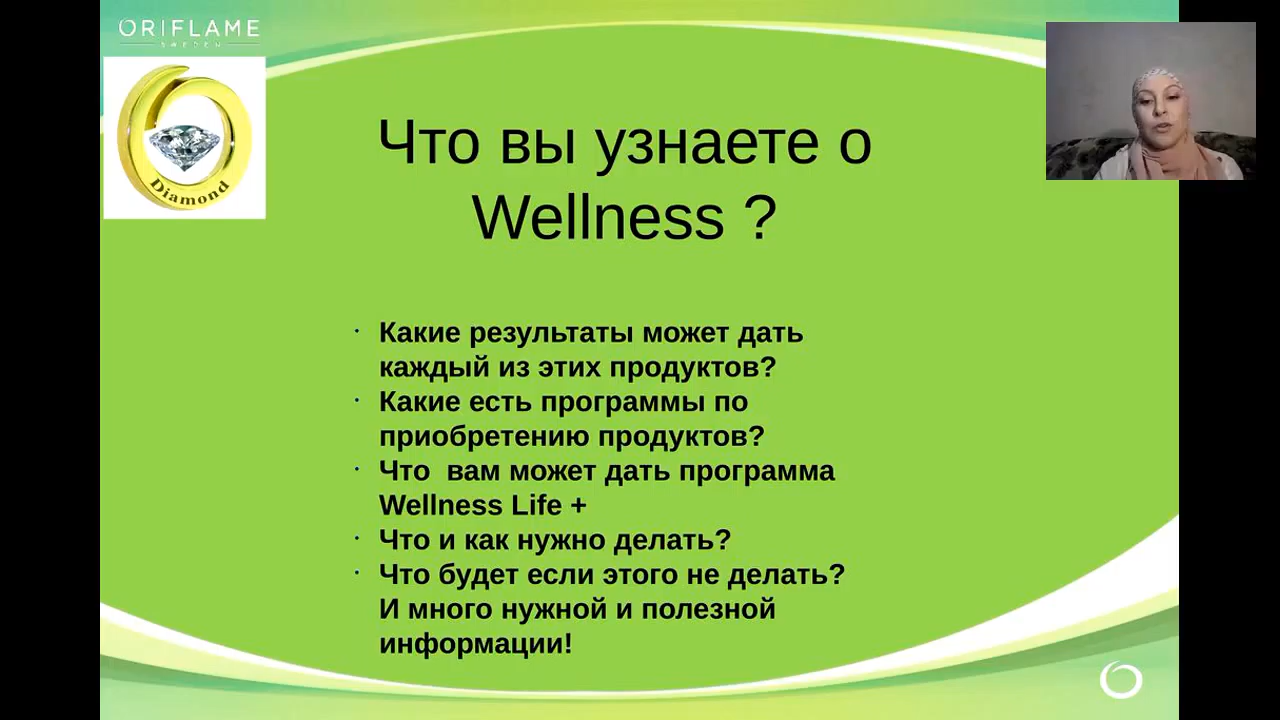 ORIFLAME
SWEDEN
Diamond
Что вы узнаете о
Wellness ?
· Какие результаты может дать
каждый из этих продуктов?
· Какие есть программы по
приобретению продуктов?
· Что  вам может дать программа
Wellness Life +
· Что и как нужно делать?
· Что будет если этого не делать?
И много нужной и полезной
информации!